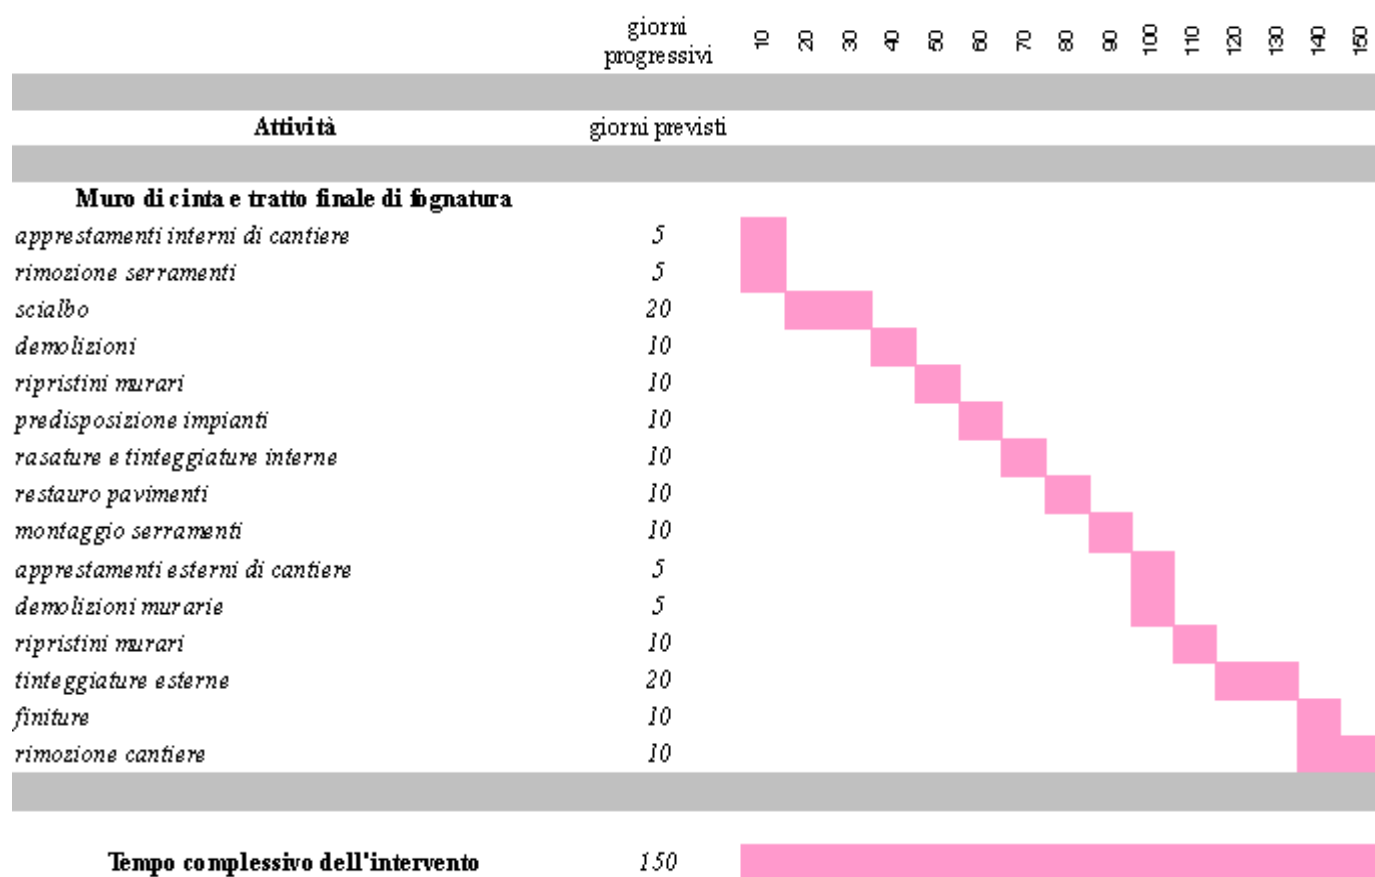 giorni
progressivi 10 20 30 40 50 60 70 80 90 100 110 120 130 140 150
Attività giorni previsti
Muro di cinta e tratto finale di fognatura
apprestamenti interni di cantiere 5
rimozione serramenti 5
scialbo 20
demolizioni 10
ripristini murari 10
predisposizione impianti 10
rasature e tinteggiature interne 10
restauro pavimenti 10
montaggio serramenti 10
apprestamenti esterni di cantiere 5
demolizioni murarie 5
ripristini murari 10
tinteggiature esterne 20
finiture 10
rimozione cantiere 10
Tempo complessivo dell'intervento 150